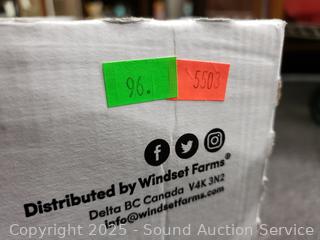 96.
5503
Distributed by Windset Farms®
Delta BC Canada V4K 3N2
info@windsetfarms.com
Copyright 2025 - Sound Auction Service